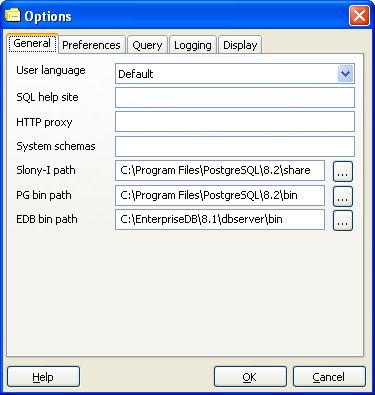 Options
General Preferences Query Logging Display
User language Default
SQL help site
HTTP proxy
System schemas
Slony-I path C:\Program Files\PostgreSQL\8.2\share ...
PG bin path C:\Program Files\PostgreSQL\8.2\bin ...
EDB bin path C:\EnterpriseDB\8.1\dbserver\bin ...
Help OK Cancel